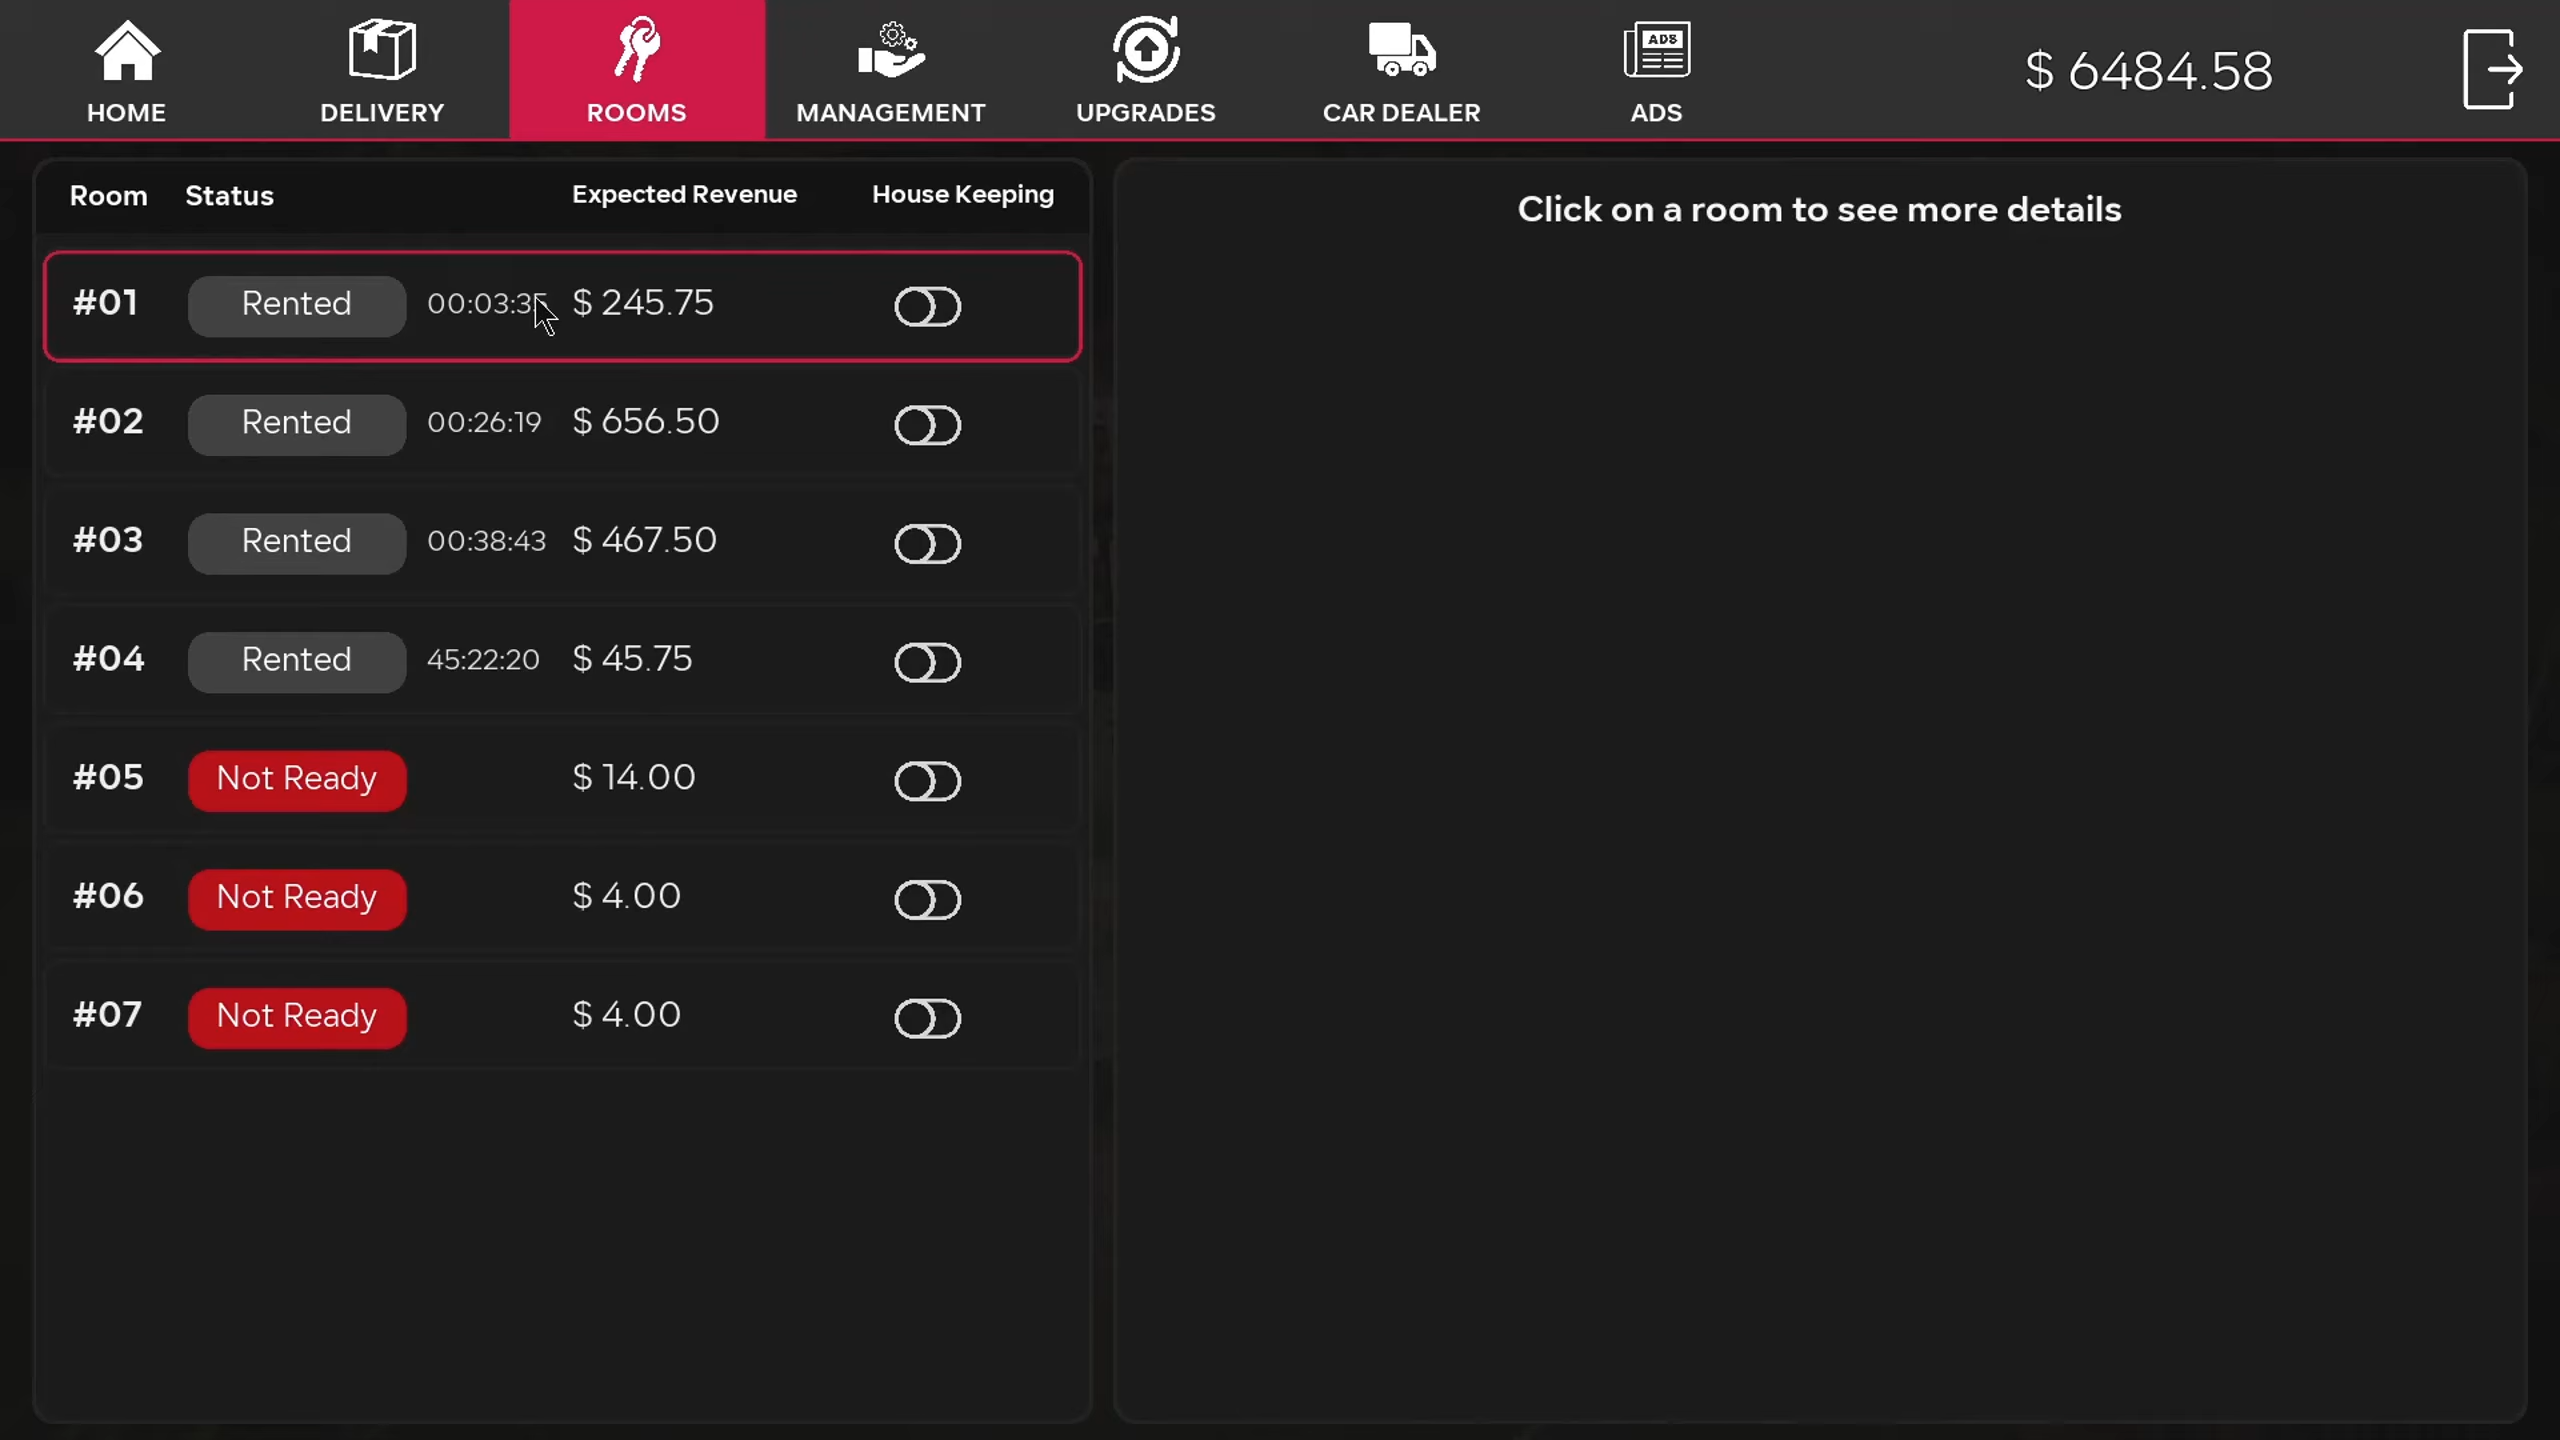 HOME
DELIVERY
ROOMS
MANAGEMENT
UPGRADES
CAR DEALER
ADS
ADS
$ 6484.58
Room Status Expected Revenue House Keeping
#01 Rented $ 245.75
#02 Rented 00:26:19 $ 656.50
#03 Rented 00:38:43 $ 467.50
#04 Rented 45:22:20 $ 45.75
#05 Not Ready $ 14.00
#06 Not Ready $ 4.00
#07 Not Ready $ 4.00
Click on a room to see more details